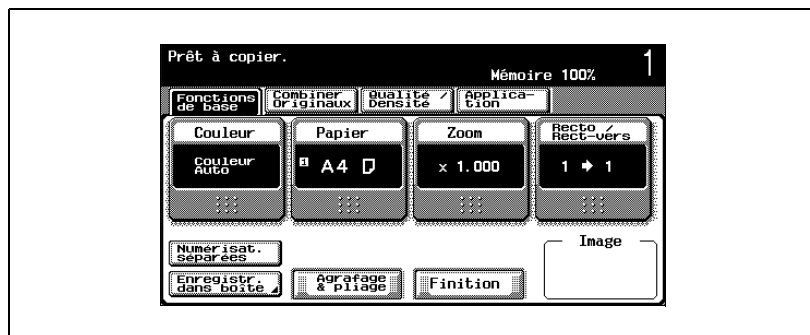 Prêt à copier.
1
Mémoire 100%
Fonctions
de base
Combiner
Originaux
Qualité /
Densité
Applica-
tion
Couleur
Papier
Zoom
Recto /
Rect-vers
Couleur
Auto
1 A4
x 1.000
1 → 1
Numérisat.
séparées
Image
Enregistr.
dans boîte
Agrafage
& pliage
Finition